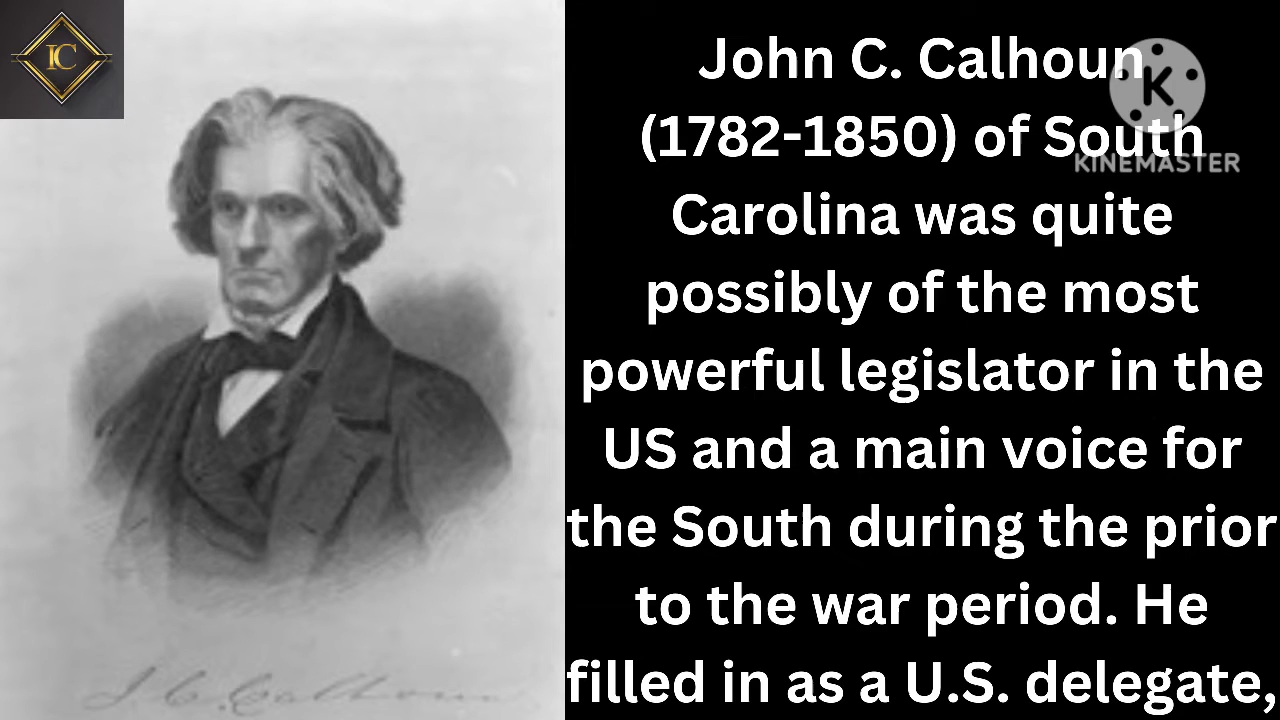 IC
John C. Calhoun
(1782-1850) of South
Carolina was quite
possibly of the most
powerful legislator in the
US and a main voice for
the South during the prior
to the war period. He
filled in as a U.S. delegate,
K
KINEMASTER
J. C. Calhoun